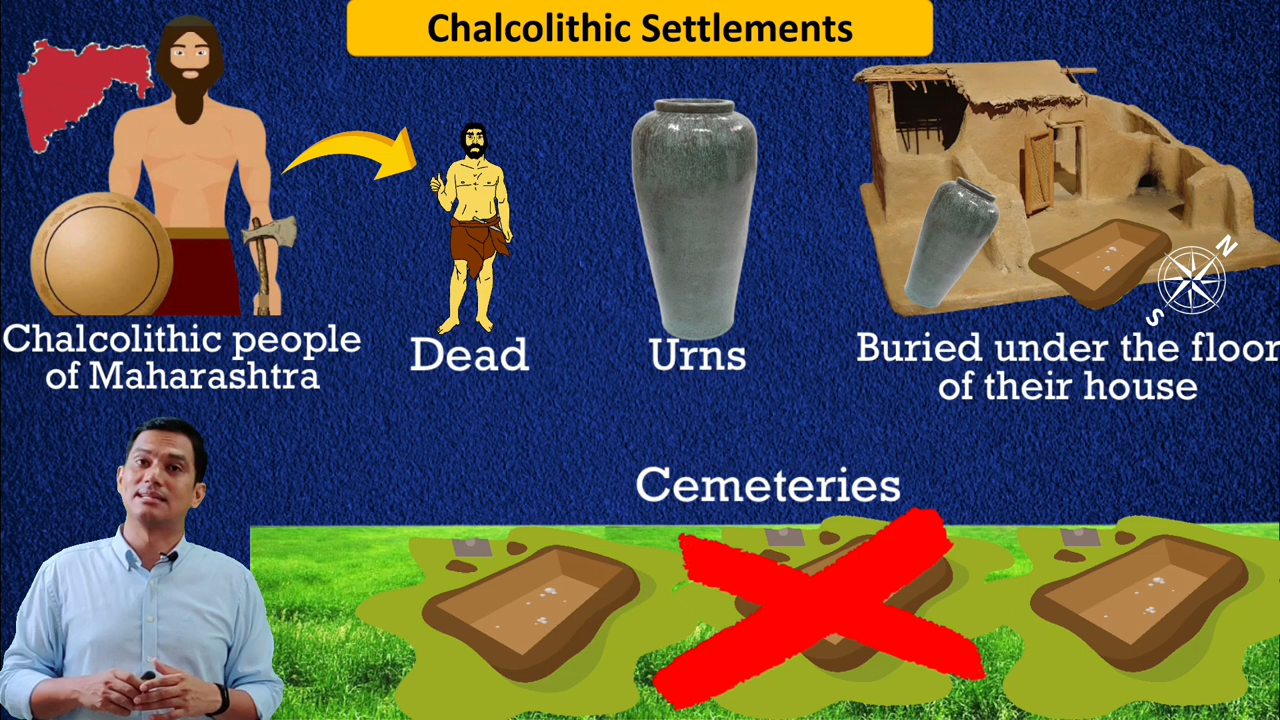 Chalcolithic Settlements
Chalcolithic people
of Maharashtra
Dead
Urns
N
S
Buried under the floor
of their house
Cemeteries